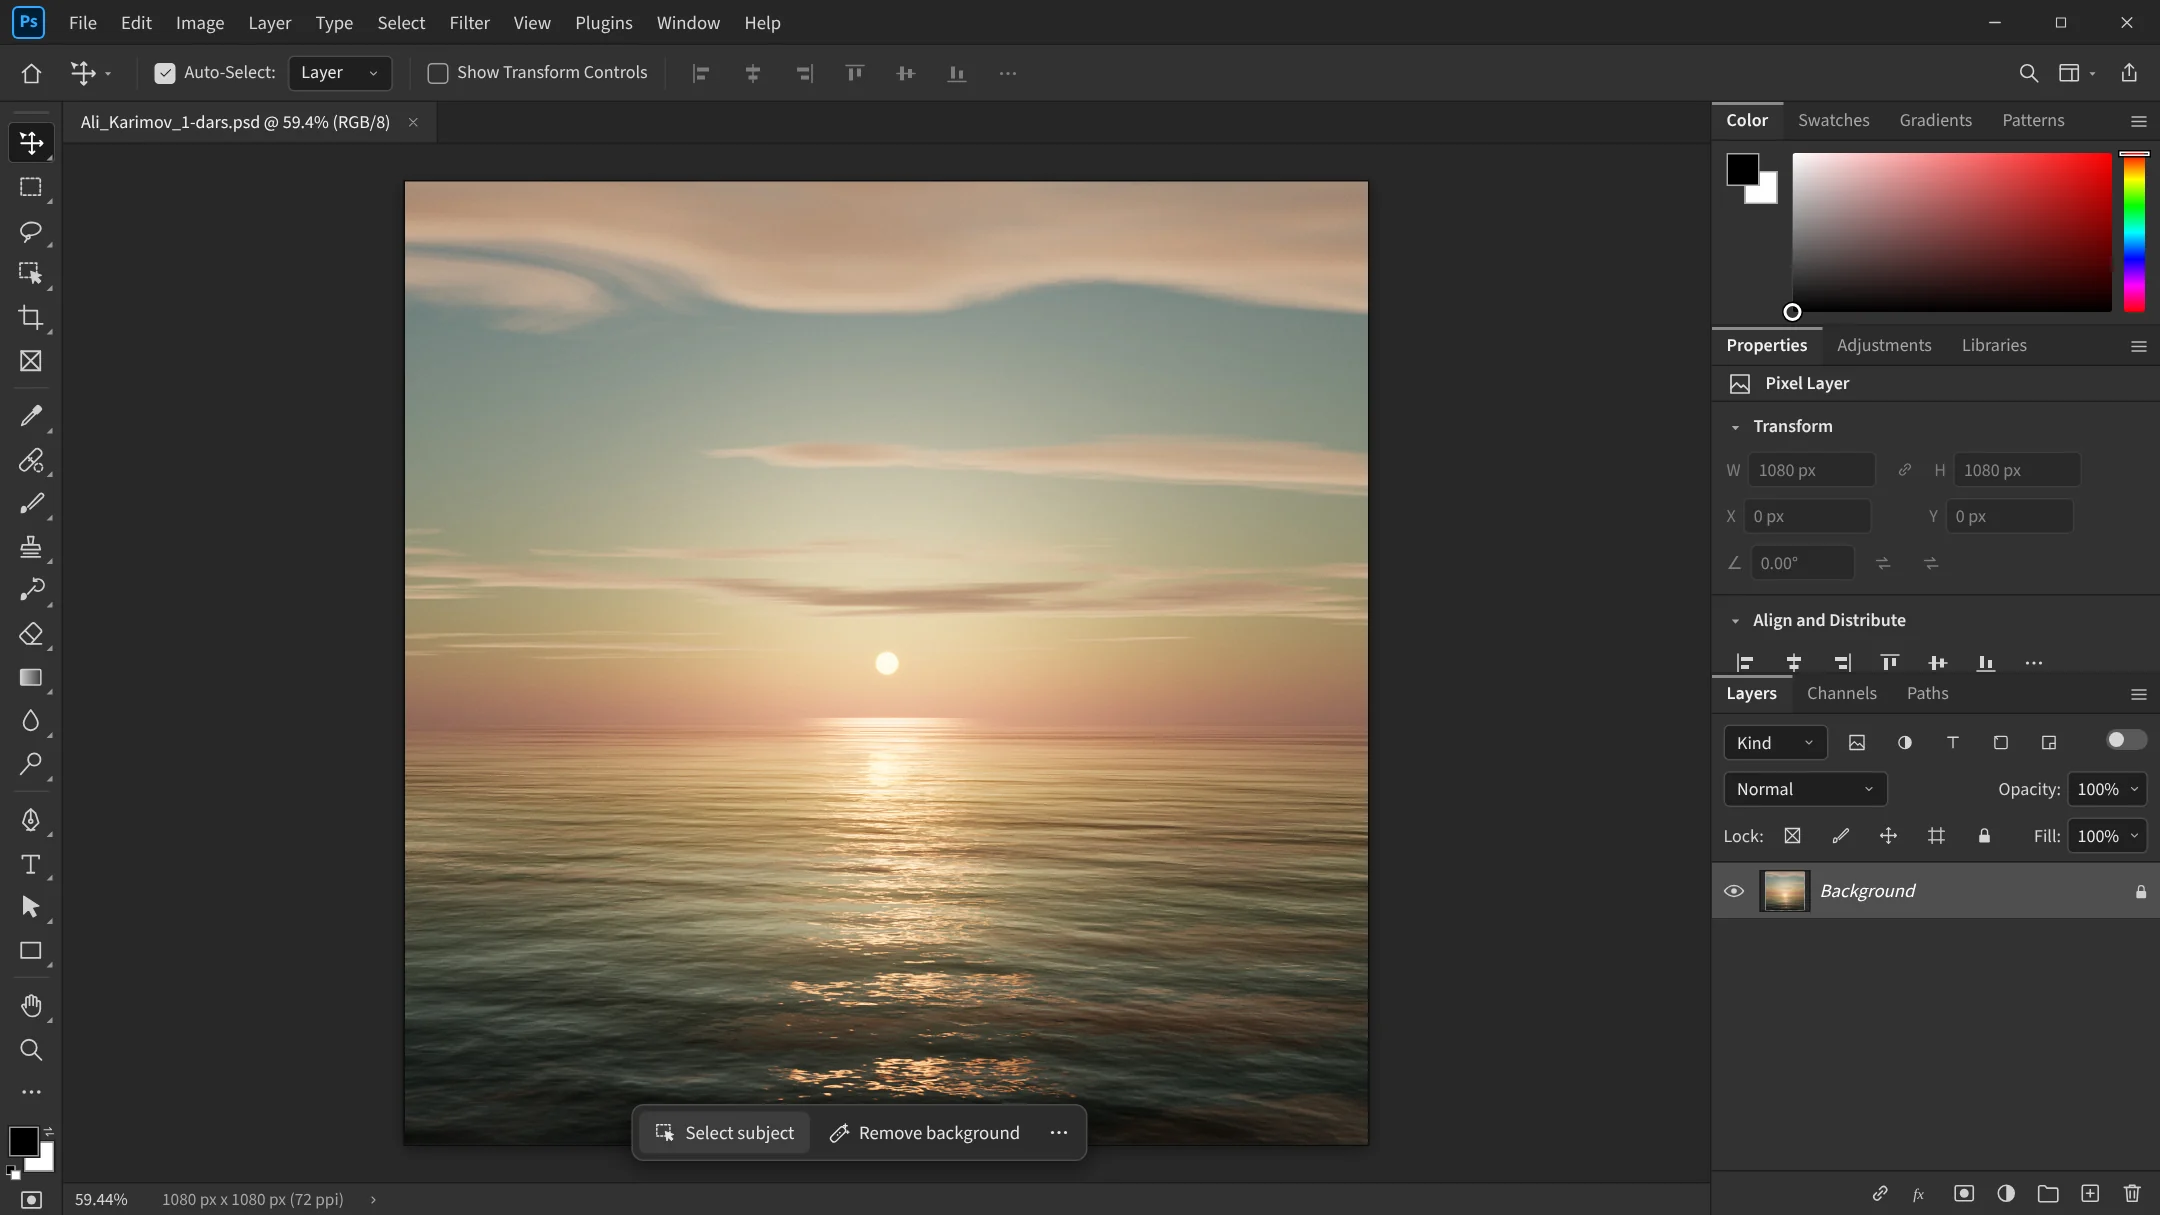 Ps File Edit Image Layer Type Select Filter View Plugins Window Help
Auto-Select: Layer Show Transform Controls
Ali_Karimov_1-dars.psd @ 59.4% (RGB/8)
Color Swatches Gradients Patterns
Properties Adjustments Libraries
Pixel Layer
Transform
W 1080 px H 1080 px
X 0 px Y 0 px
0.00°
Align and Distribute
Layers Channels Paths
Kind
Normal Opacity: 100%
Lock: Fill: 100%
Background
Select subject Remove background
59.44% 1080 px x 1080 px (72 ppi)
fx